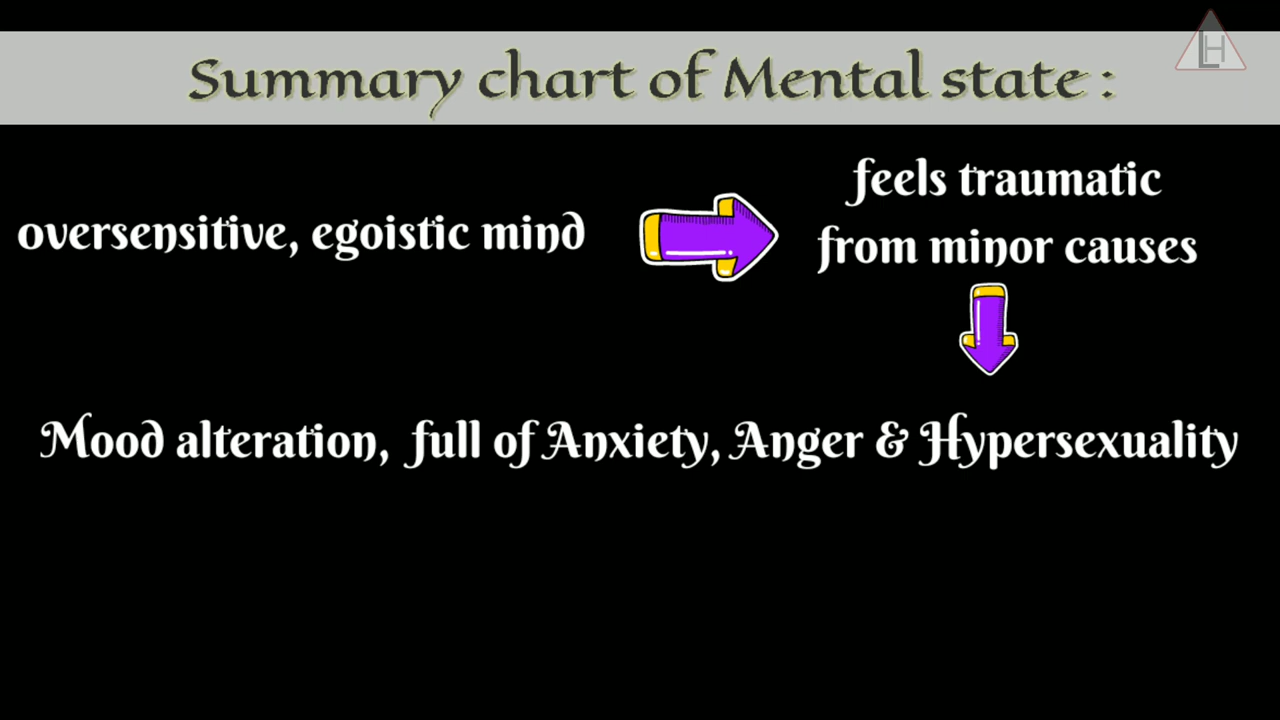 Summary chart of Mental state :
LH
oversensitive, egoistic mind
feels traumatic
from minor causes
Mood alteration, full of Anxiety, Anger & Hypersexuality